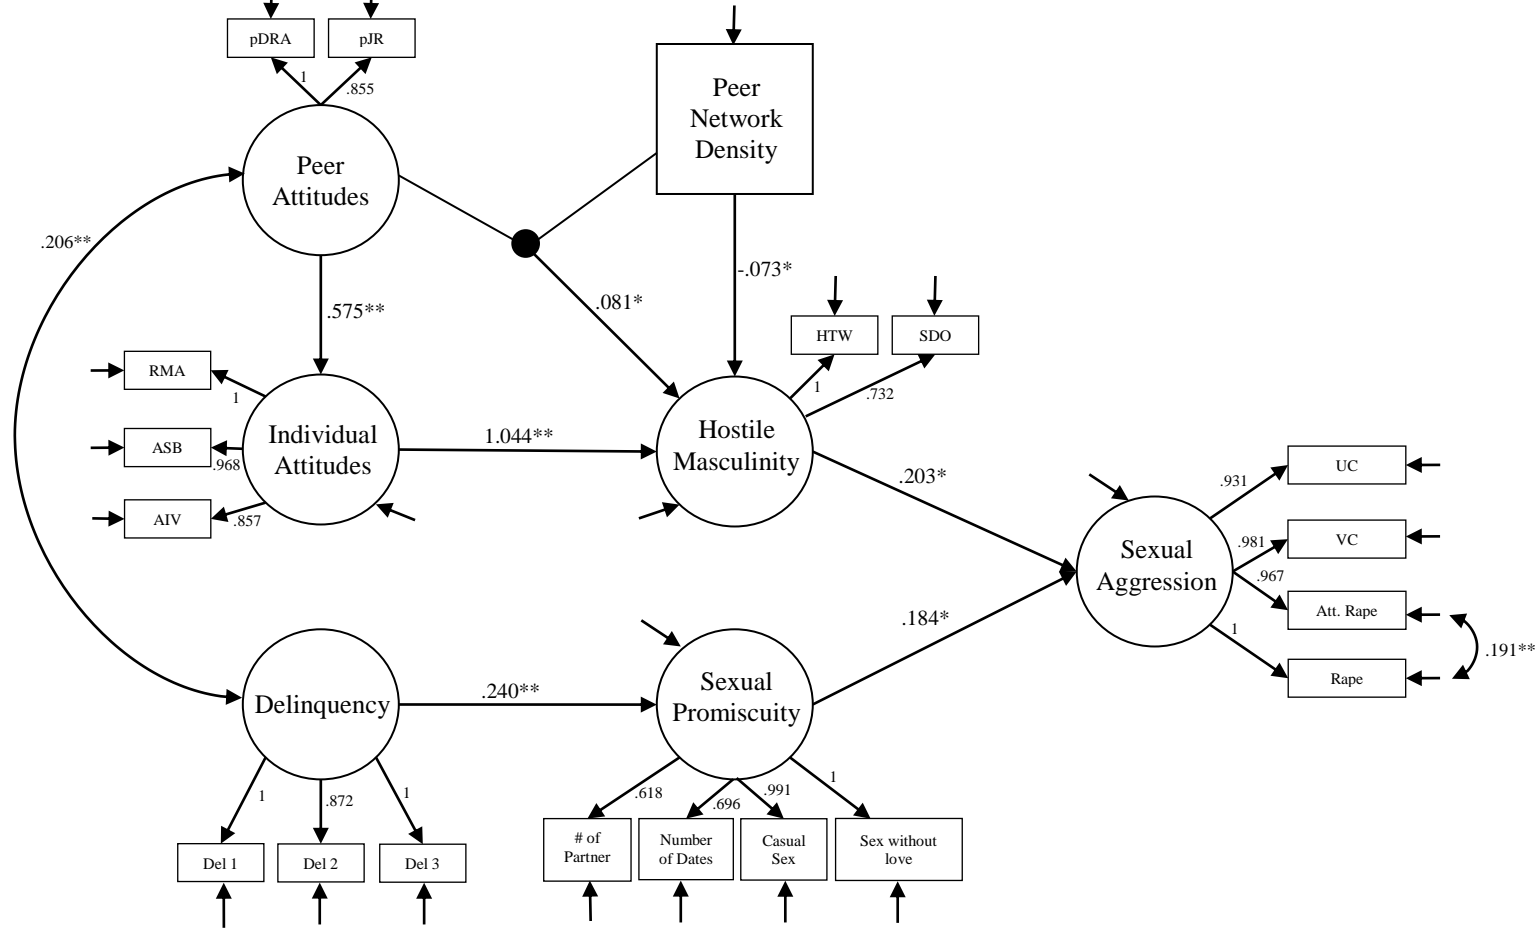 pDRA
pJR
1
.855
Peer
Network
Density
Peer
Attitudes
.206**
-.073*
.081*
.575**
HTW
SDO
1
.732
RMA
1
ASB
.968
AIV
.857
Individual
Attitudes
1.044**
Hostile
Masculinity
.203*
.931
UC
.981
VC
.967
Att. Rape
1
Rape
.191**
Sexual
Aggression
.184*
Delinquency
.240**
Sexual
Promiscuity
1
.872
1
.618
.696
.991
1
Del 1
Del 2
Del 3
# of
Partner
Number
of Dates
Casual
Sex
Sex without
love